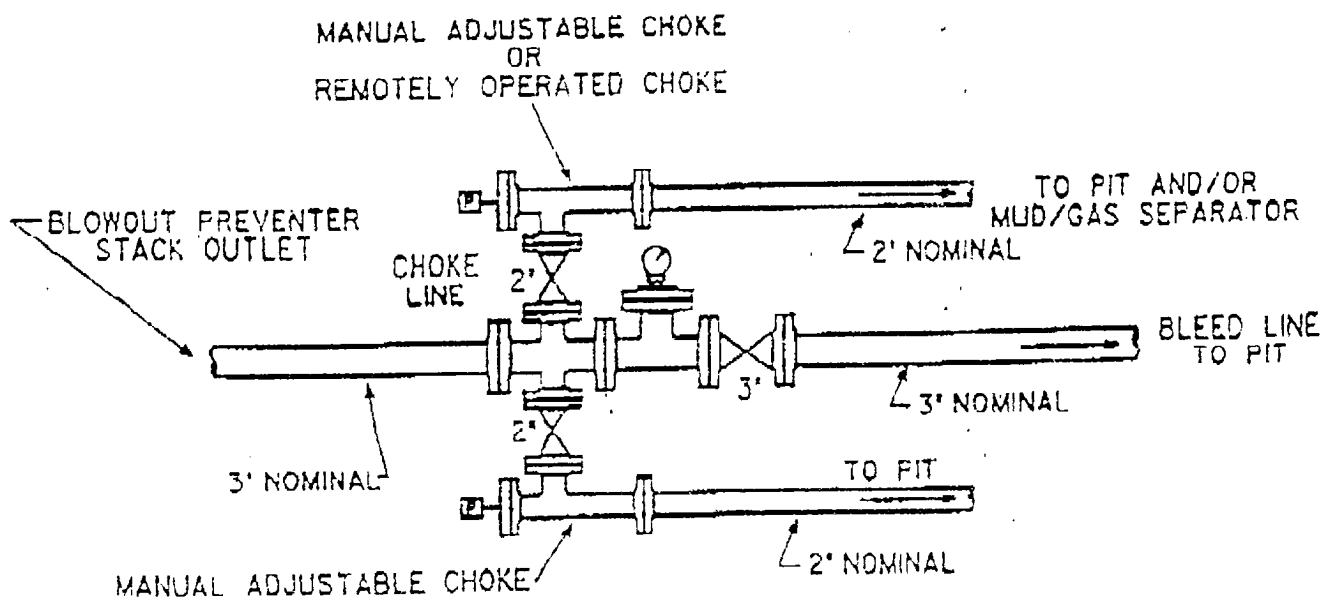 MANUAL ADJUSTABLE CHOKE
OR
REMOTELY OPERATED CHOKE
P
TO PIT AND/OR
MUD/GAS SEPARATOR
2' NOMINAL
BLOWOUT PREVENTER
STACK OUTLET
CHOKE
LINE
2"
BLEED LINE
TO PIT
3"
3" NOMINAL
2"
3" NOMINAL
TO PIT
P
2" NOMINAL
MANUAL ADJUSTABLE CHOKE